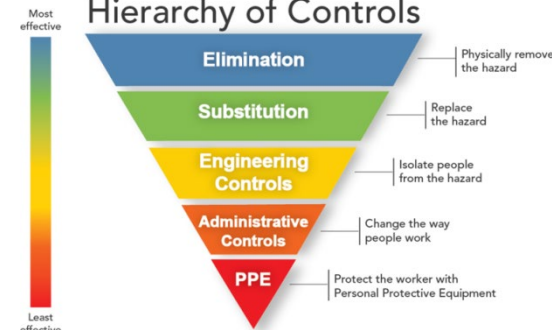 Hierarchy of Controls
Most
effective
Elimination
Physically remove
the hazard
Substitution
Replace
the hazard
Engineering
Controls
Isolate people
from the hazard
Administrative
Controls
Change the way
people work
PPE
Protect the worker with
Personal Protective Equipment
Least
effective